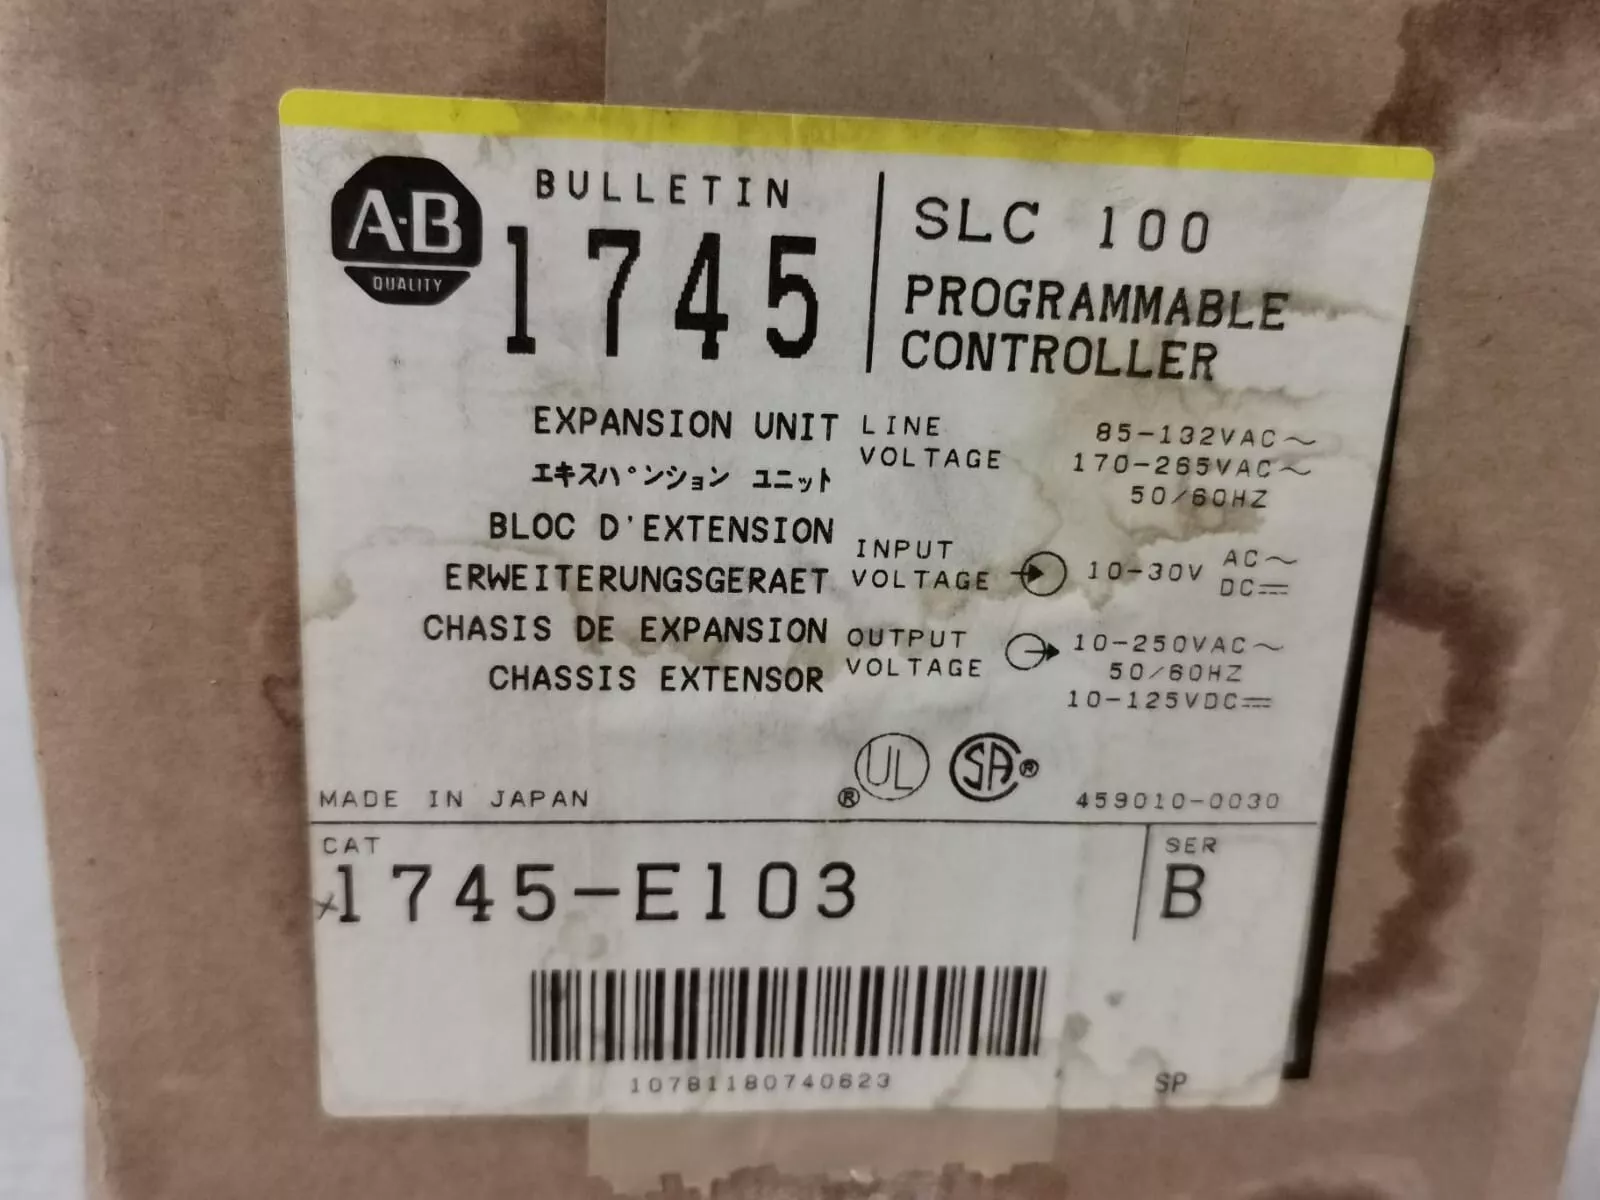 A-B
QUALITY
BULLETIN
1745
SLC 100
PROGRAMMABLE
CONTROLLER
EXPANSION UNIT
エキスパンション ユニット
BLOC D'EXTENSION
ERWEITERUNGSGERAET
CHASIS DE EXPANSION
CHASSIS EXTENSOR
LINE
VOLTAGE
85-132VAC~
170-265VAC~
50/60HZ
INPUT
VOLTAGE
10-30V
AC~
DC⎓
OUTPUT
VOLTAGE
10-250VAC~
50/60HZ
10-125VDC⎓
UL®
SA®
MADE IN JAPAN
459010-0030
CAT
1745-E103
SER
B
10781180740623
SP